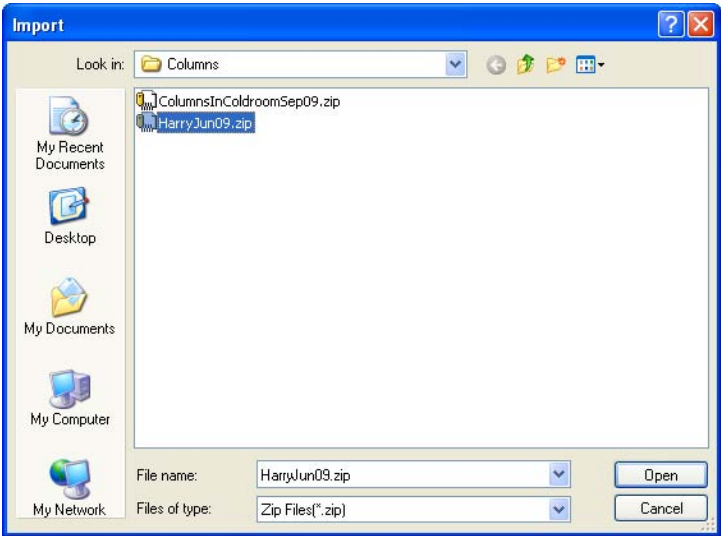 Import
Look in: Columns
ColumnsInColdroomSep09.zip
HarryJun09.zip
My Recent
Documents
Desktop
My Documents
My Computer
My Network
File name: HarryJun09.zip Open
Files of type: Zip Files(*.zip) Cancel